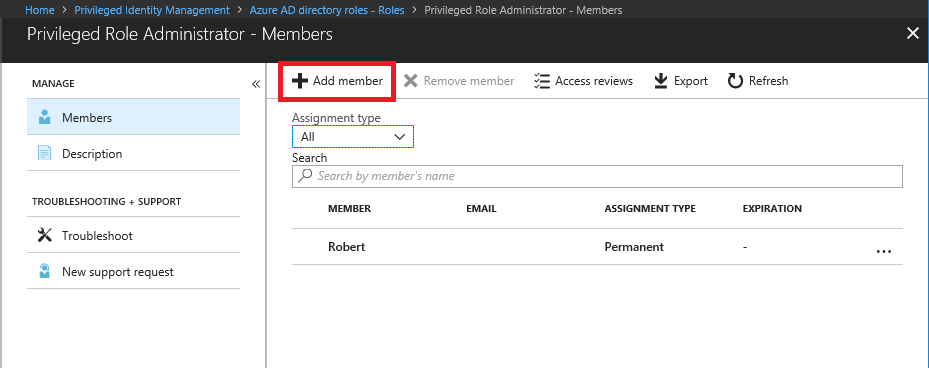 Home > Privileged Identity Management > Azure AD directory roles - Roles > Privileged Role Administrator - Members
Privileged Role Administrator - Members
MANAGE
Members
Description
TROUBLESHOOTING + SUPPORT
Troubleshoot
New support request
Add member Remove member Access reviews Export Refresh
Assignment type
All
Search
Search by member's name
MEMBER EMAIL ASSIGNMENT TYPE EXPIRATION
Robert Permanent - ...